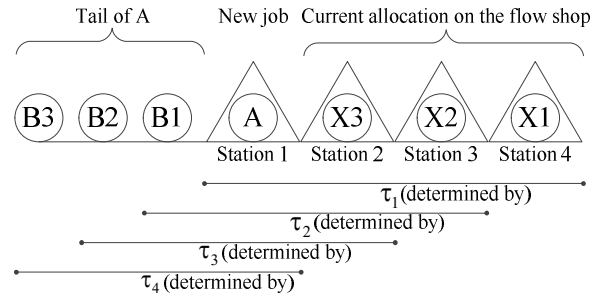 Tail of A New job Current allocation on the flow shop
B3 B2 B1 A X3 X2 X1
Station 1 Station 2 Station 3 Station 4
τ1 (determined by)
τ2 (determined by)
τ3 (determined by)
τ4 (determined by)